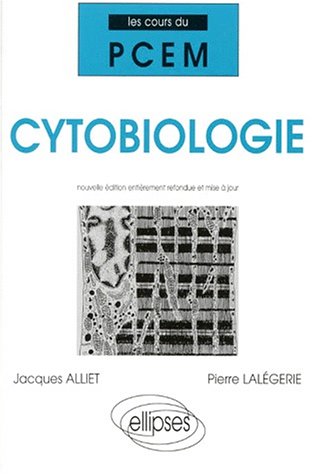 les cours du
PCEM
CYTOBIOLOGIE
nouvelle édition entièrement refondue et mise à jour
Jacques ALLIET Pierre LALÉGERIE
ellipses